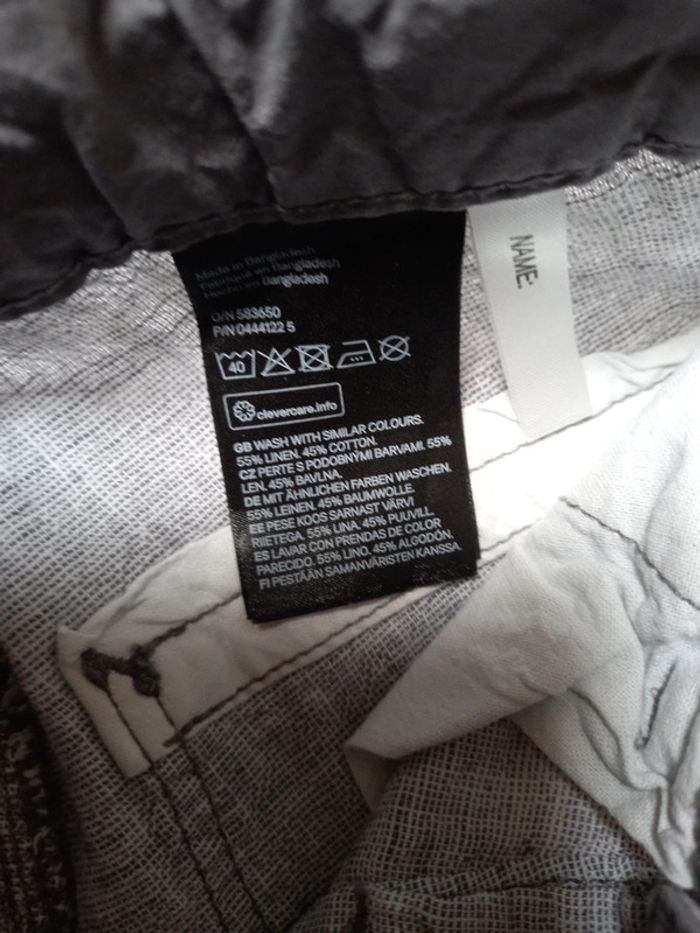 Made in Bangladesh
Fabriqué en Bangladesh
Hecho en Bangladesh
O/N 583650
P/N 0444122 5
40
clevercare.info
GB WASH WITH SIMILAR COLOURS.
55% LINEN. 45% COTTON.
CZ PERTE S PODOBNÝMI BARVAMI. 55%
LEN. 45% BAVLNA.
DE MIT ÄHNLICHEN FARBEN WASCHEN.
55% LEINEN. 45% BAUMWOLLE.
EE PESE KOOS SARNAST VÄRVI
RIIETEGA. 55% LINA. 45% PUUVILL
ES LAVAR CON PRENDAS DE COLOR
PARECIDO. 55% LINO. 45% ALGODÓN.
FI PESTÄÄN SAMANVÄRISTEN KANSSA.
NAME: